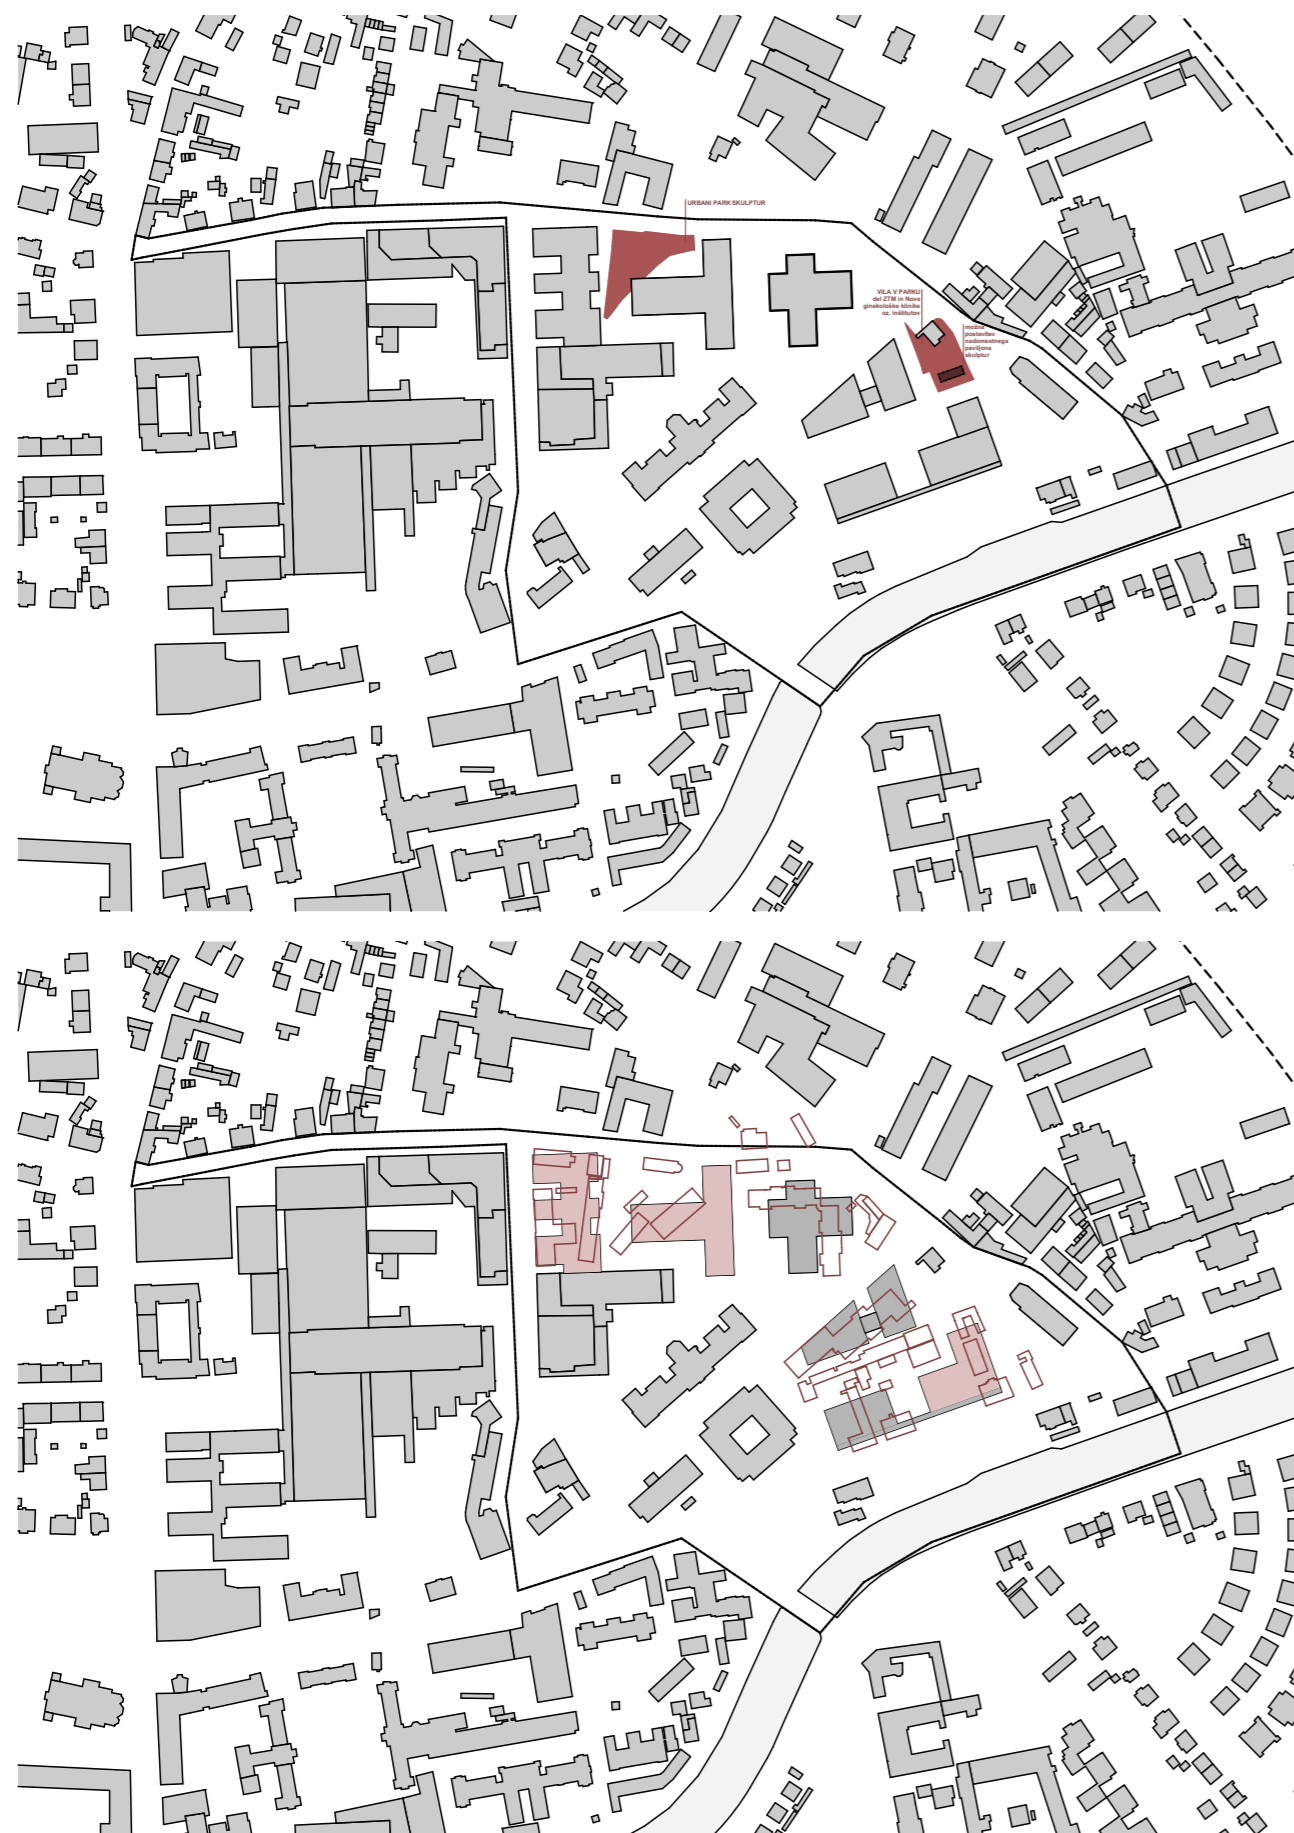 URBANI PARK SKULPTUR
VILA V PARKU
del ZTM in Nove
ginekološke klinike
oz. inštitutov
možna
postavitev
nadomestnega
paviljona
skulptur